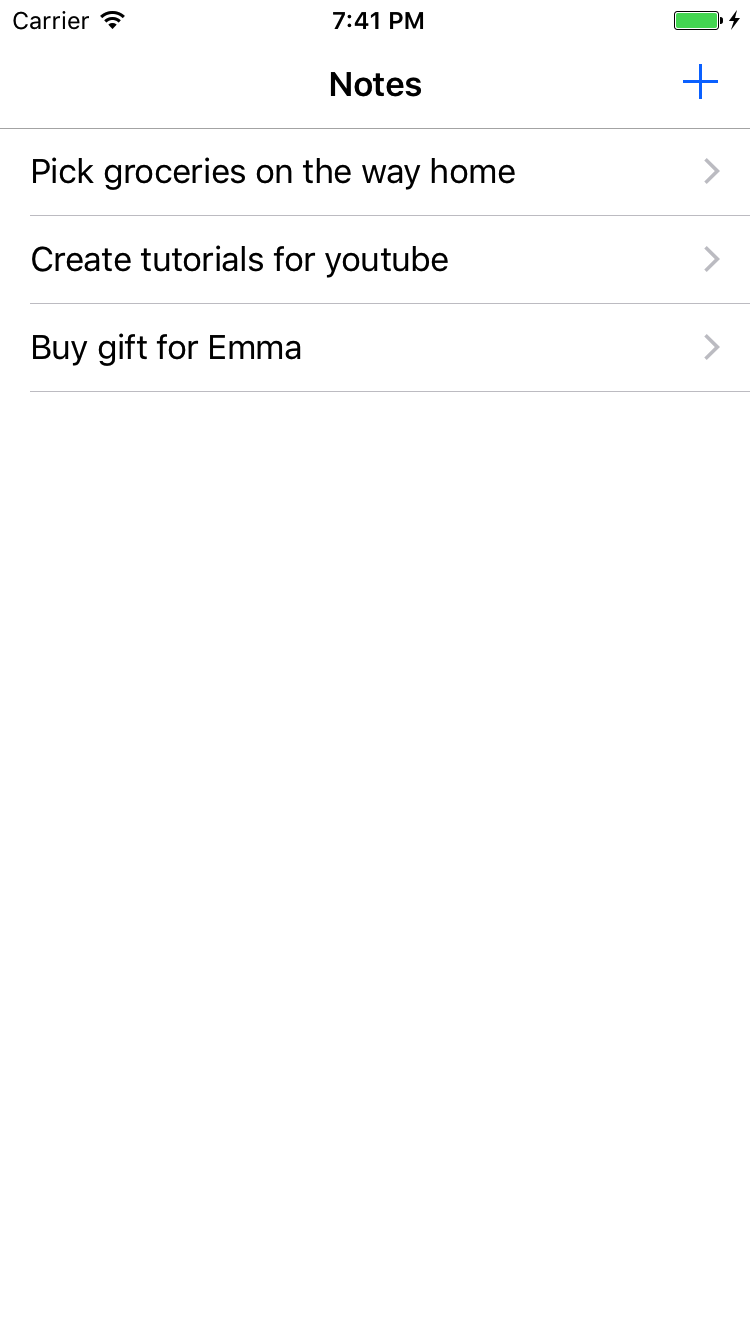 Carrier 7:41 PM
Notes
Pick groceries on the way home
Create tutorials for youtube
Buy gift for Emma